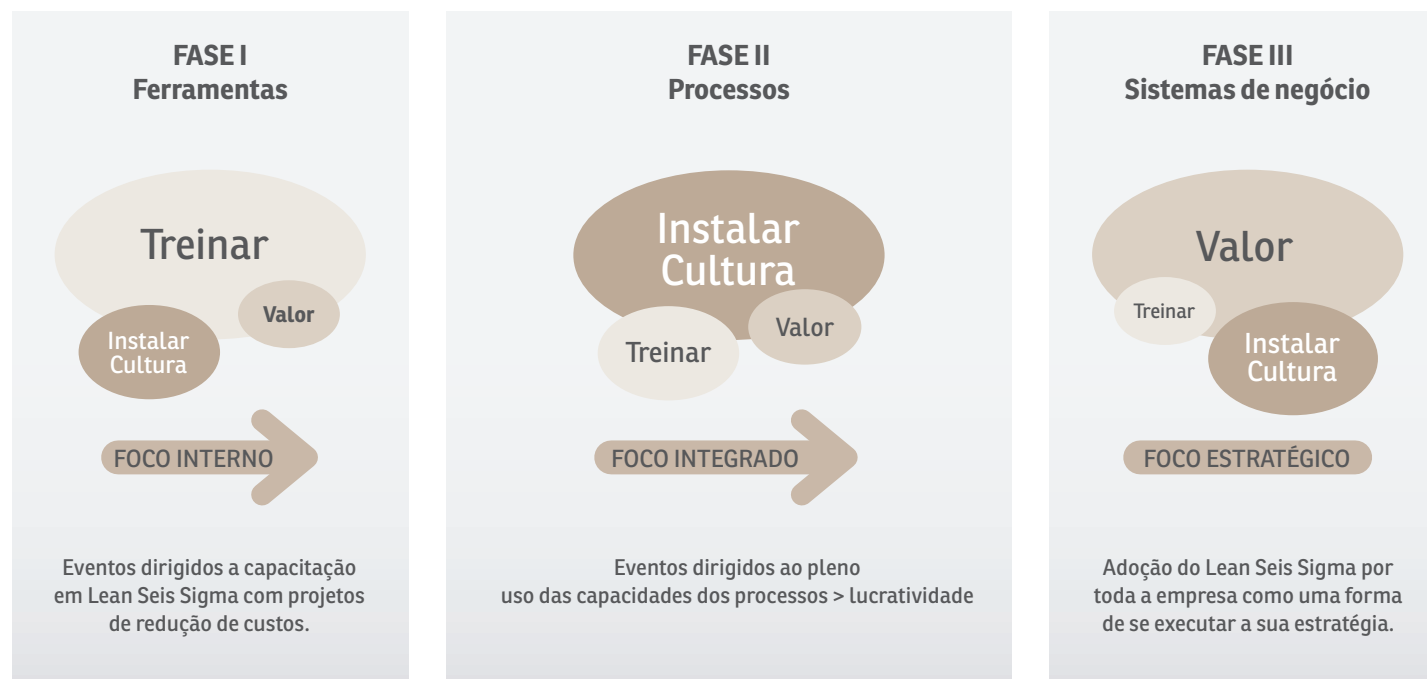 FASE I
Ferramentas
Treinar
Valor
Instalar
Cultura
FOCO INTERNO
Eventos dirigidos a capacitação
em Lean Seis Sigma com projetos
de redução de custos.
FASE II
Processos
Instalar
Cultura
Valor
Treinar
FOCO INTEGRADO
Eventos dirigidos ao pleno
uso das capacidades dos processos > lucratividade
FASE III
Sistemas de negócio
Valor
Treinar
Instalar
Cultura
FOCO ESTRATÉGICO
Adoção do Lean Seis Sigma por
toda a empresa como uma forma
de se executar a sua estratégia.